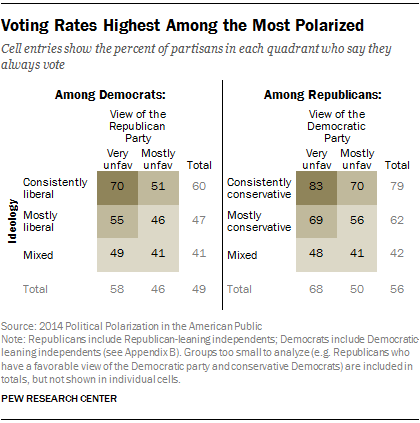 Voting Rates Highest Among the Most Polarized
Cell entries show the percent of partisans in each quadrant who say they
always vote
Among Democrats:
View of the
Republican
Party
Very
unfav
Mostly
unfav
Total
Ideology
Consistently
liberal
70 51 60
Mostly
liberal
55 46 47
Mixed
49 41 41
Total
58 46 49
Among Republicans:
View of the
Democratic
Party
Very
unfav
Mostly
unfav
Total
Consistently
conservative
83 70 79
Mostly
conservative
69 56 62
Mixed
48 41 42
Total
68 50 56
Source: 2014 Political Polarization in the American Public
Note: Republicans include Republican-leaning independents; Democrats include Democratic-
leaning independents (see Appendix B). Groups too small to analyze (e.g. Republicans who
have a favorable view of the Democratic party and conservative Democrats) are included in
totals, but not shown in individual cells.
PEW RESEARCH CENTER